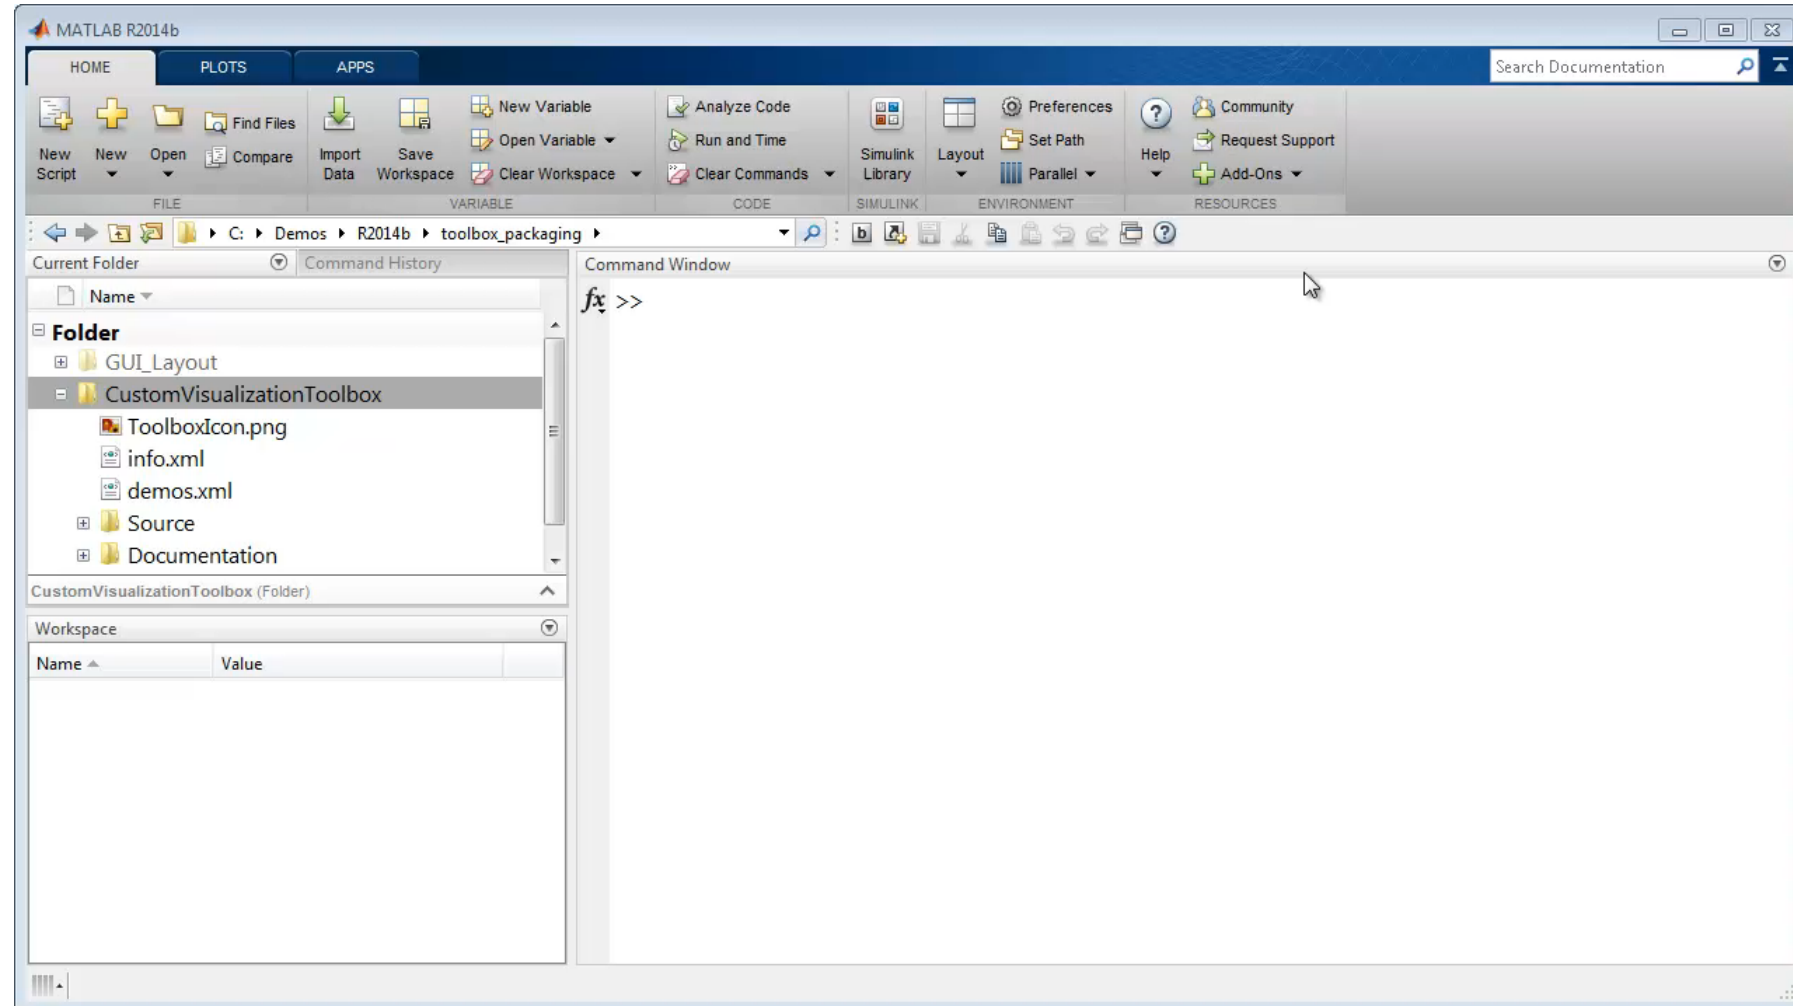 MATLAB R2014b
HOME PLOTS APPS Search Documentation
New Script
New
Open
Find Files
Compare
FILE
Import Data
Save Workspace
New Variable
Open Variable
Clear Workspace
VARIABLE
Analyze Code
Run and Time
Clear Commands
CODE
Simulink Library
SIMULINK
Layout
Preferences
Set Path
Parallel
ENVIRONMENT
Help
Community
Request Support
Add-Ons
RESOURCES
C: Demos R2014b toolbox_packaging
Current Folder Command History
Name
Folder
GUI_Layout
CustomVisualizationToolbox
ToolboxIcon.png
info.xml
demos.xml
Source
Documentation
CustomVisualizationToolbox (Folder)
Workspace
Name Value
Command Window
fx >>